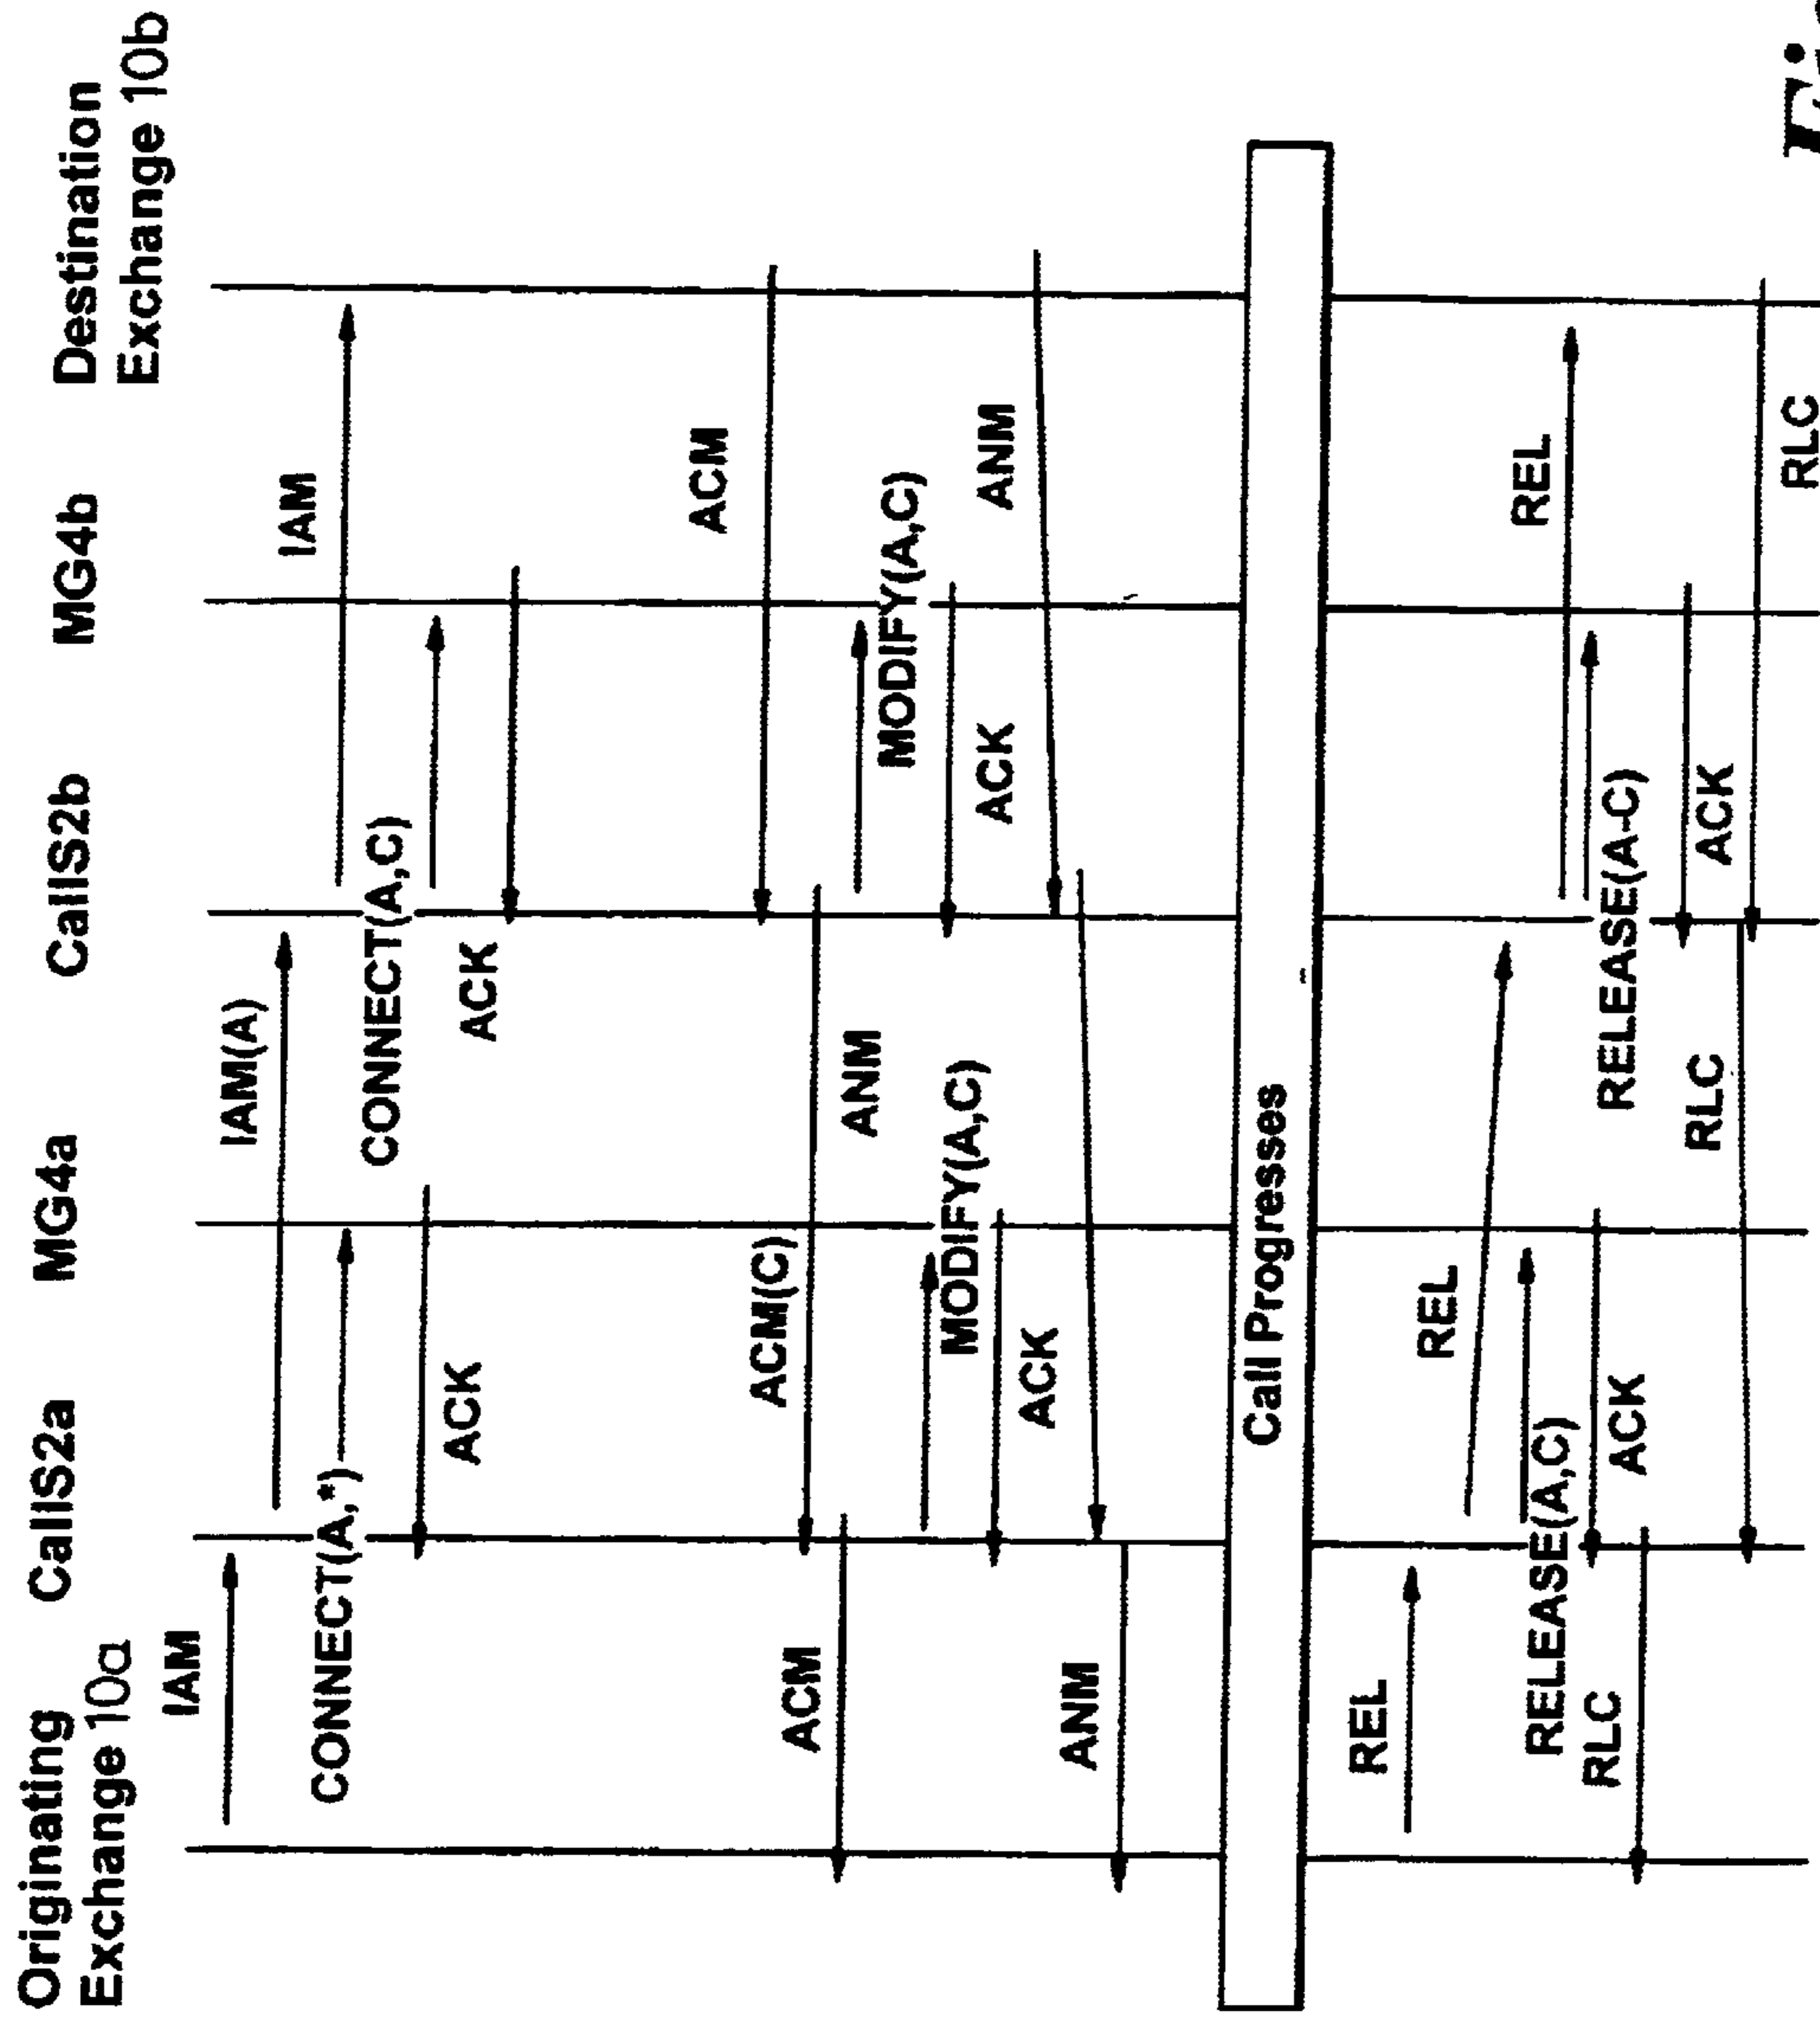 Originating
Exchange 10a
CallS2a
MG4a
CallS2b
MG4b
Destination
Exchange 10b
IAM
IAM(A)
IAM
CONNECT(A,*)
CONNECT(A,C)
ACK
ACK
ACM
ACM(C)
ACM
ANM
MODIFY(A,C)
MODIFY(A,C)
ACK
ANM
ACK
ANM
Call Progresses
REL
REL
REL
RELEASE(A,C)
RLC
RELEASE(A-C)
ACK
RLC
ACK
RLC